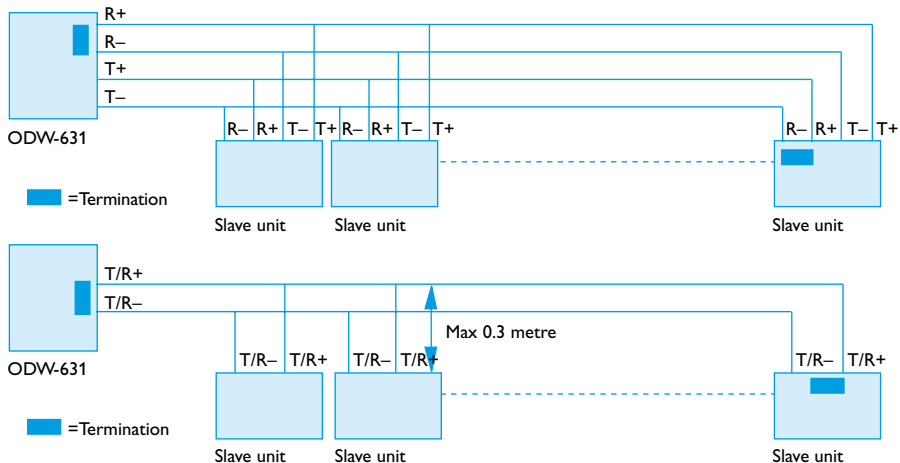 R+
R–
T+
T–
ODW-631
R– R+ T– T+ R– R+ T– T+ R– R+ T– T+
=Termination
Slave unit Slave unit Slave unit
T/R+
T/R–
Max 0.3 metre
ODW-631
T/R– T/R+ T/R– T/R+ T/R– T/R+
=Termination
Slave unit Slave unit Slave unit